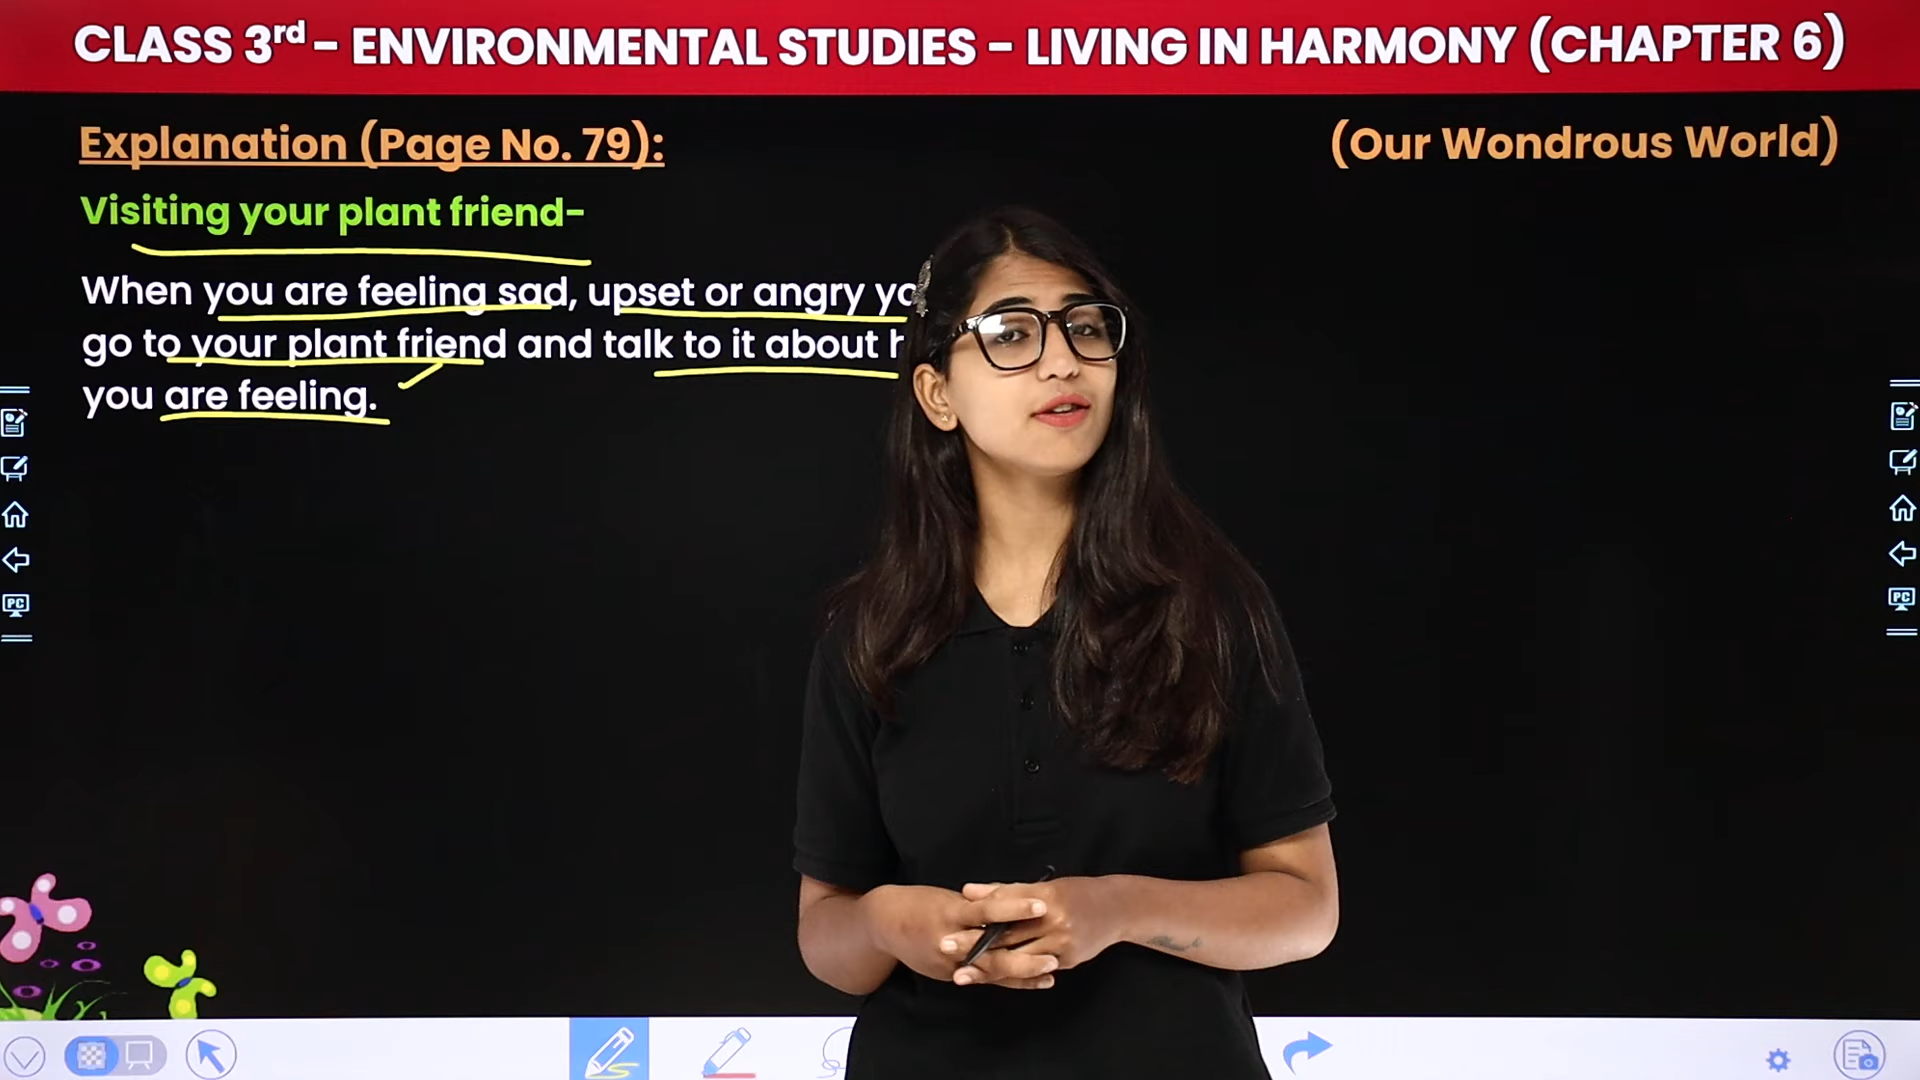 CLASS 3rd – ENVIRONMENTAL STUDIES – LIVING IN HARMONY (CHAPTER 6)
Explanation (Page No. 79):
(Our Wondrous World)
Visiting your plant friend-
When you are feeling sad, upset or angry
go to your plant friend and talk to it about
you are feeling.
PC
PC